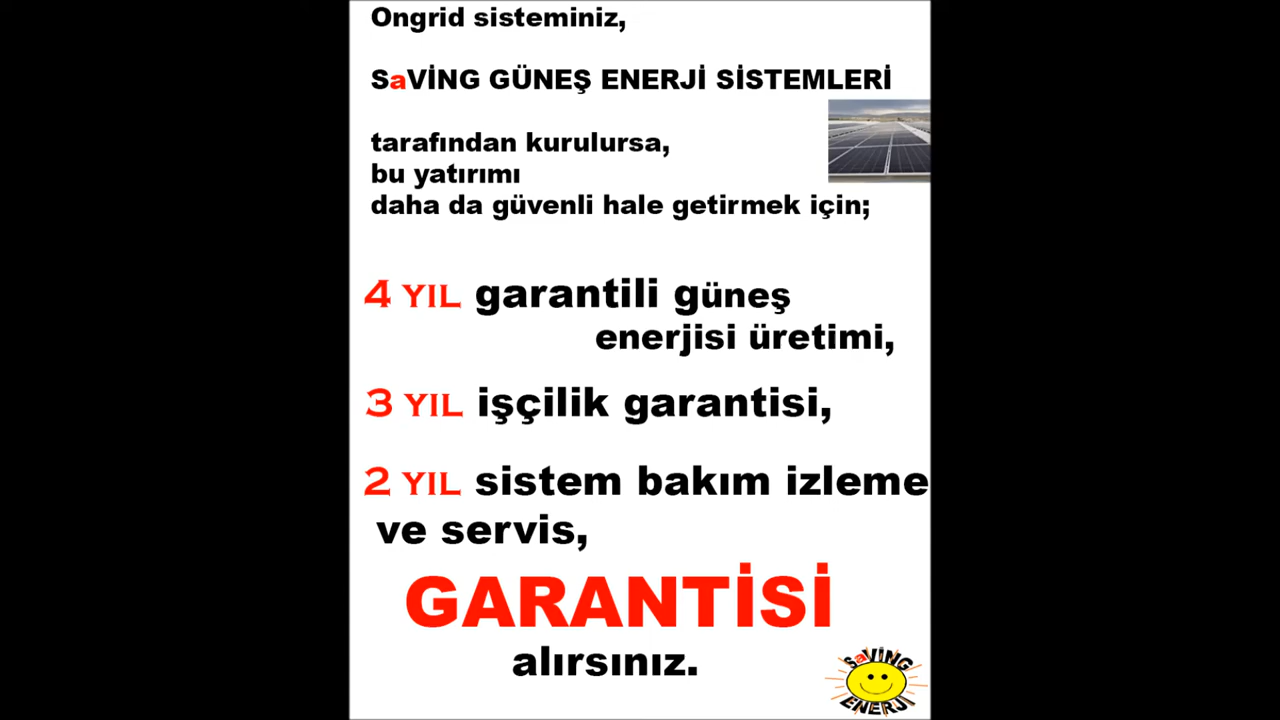 Ongrid sisteminiz,
SaVİNG GÜNEŞ ENERJİ SİSTEMLERİ
tarafından kurulursa,
bu yatırımı
daha da güvenli hale getirmek için;
4 YIL garantili güneş
enerjisi üretimi,
3 YIL işçilik garantisi,
2 YIL sistem bakım izleme
ve servis,
GARANTİSİ
alırsınız.
SaVİNG
ENERJİ